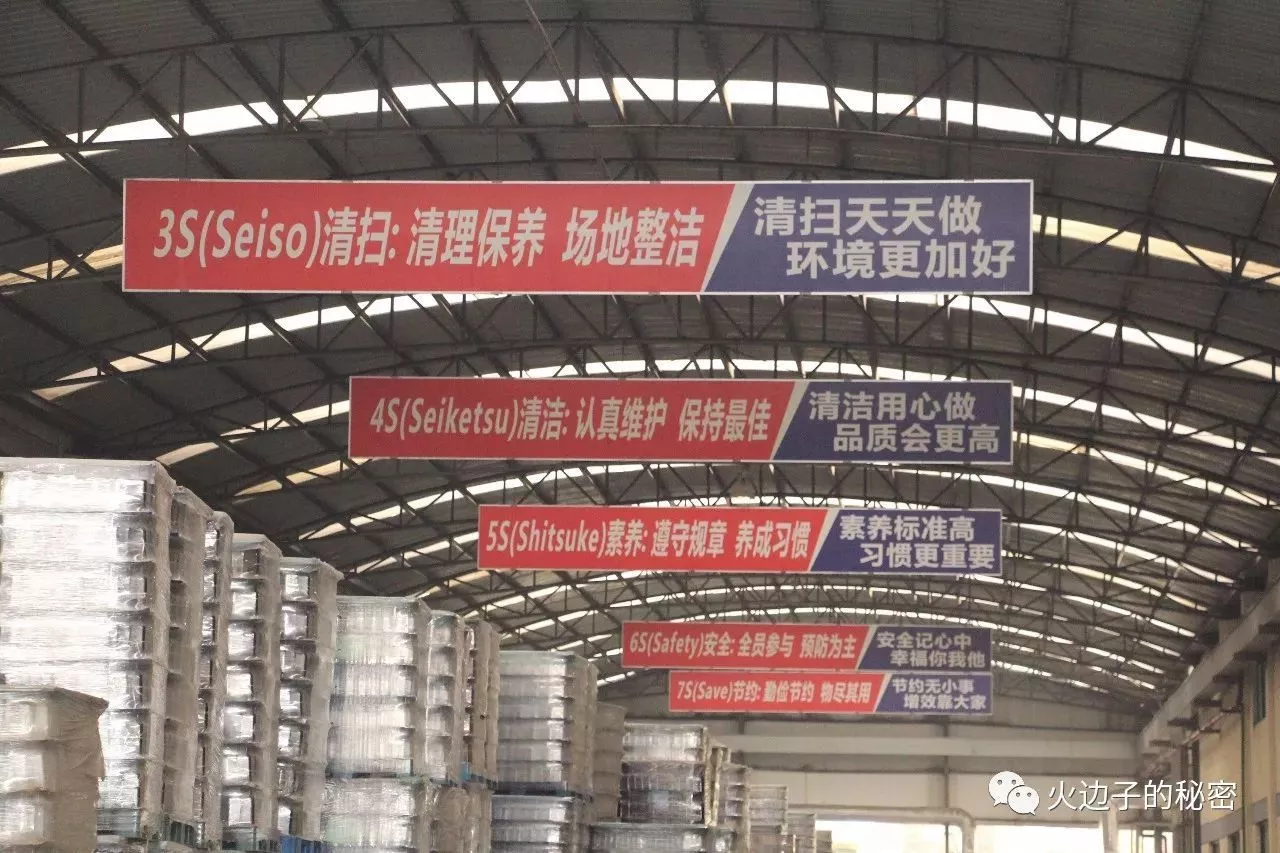 3S(Seiso)清扫: 清理保养 场地整洁
清扫天天做
环境更加好
4S(Seiketsu)清洁: 认真维护 保持最佳
清洁用心做
品质会更高
5S(Shitsuke)素养: 遵守规章 养成习惯
素养标准高
习惯更重要
6S(Safety)安全: 全员参与 预防为主
安全记心中
幸福你我他
7S(Save)节约: 勤俭节约 物尽其用
节约无小事
增效靠大家
火边子的秘密